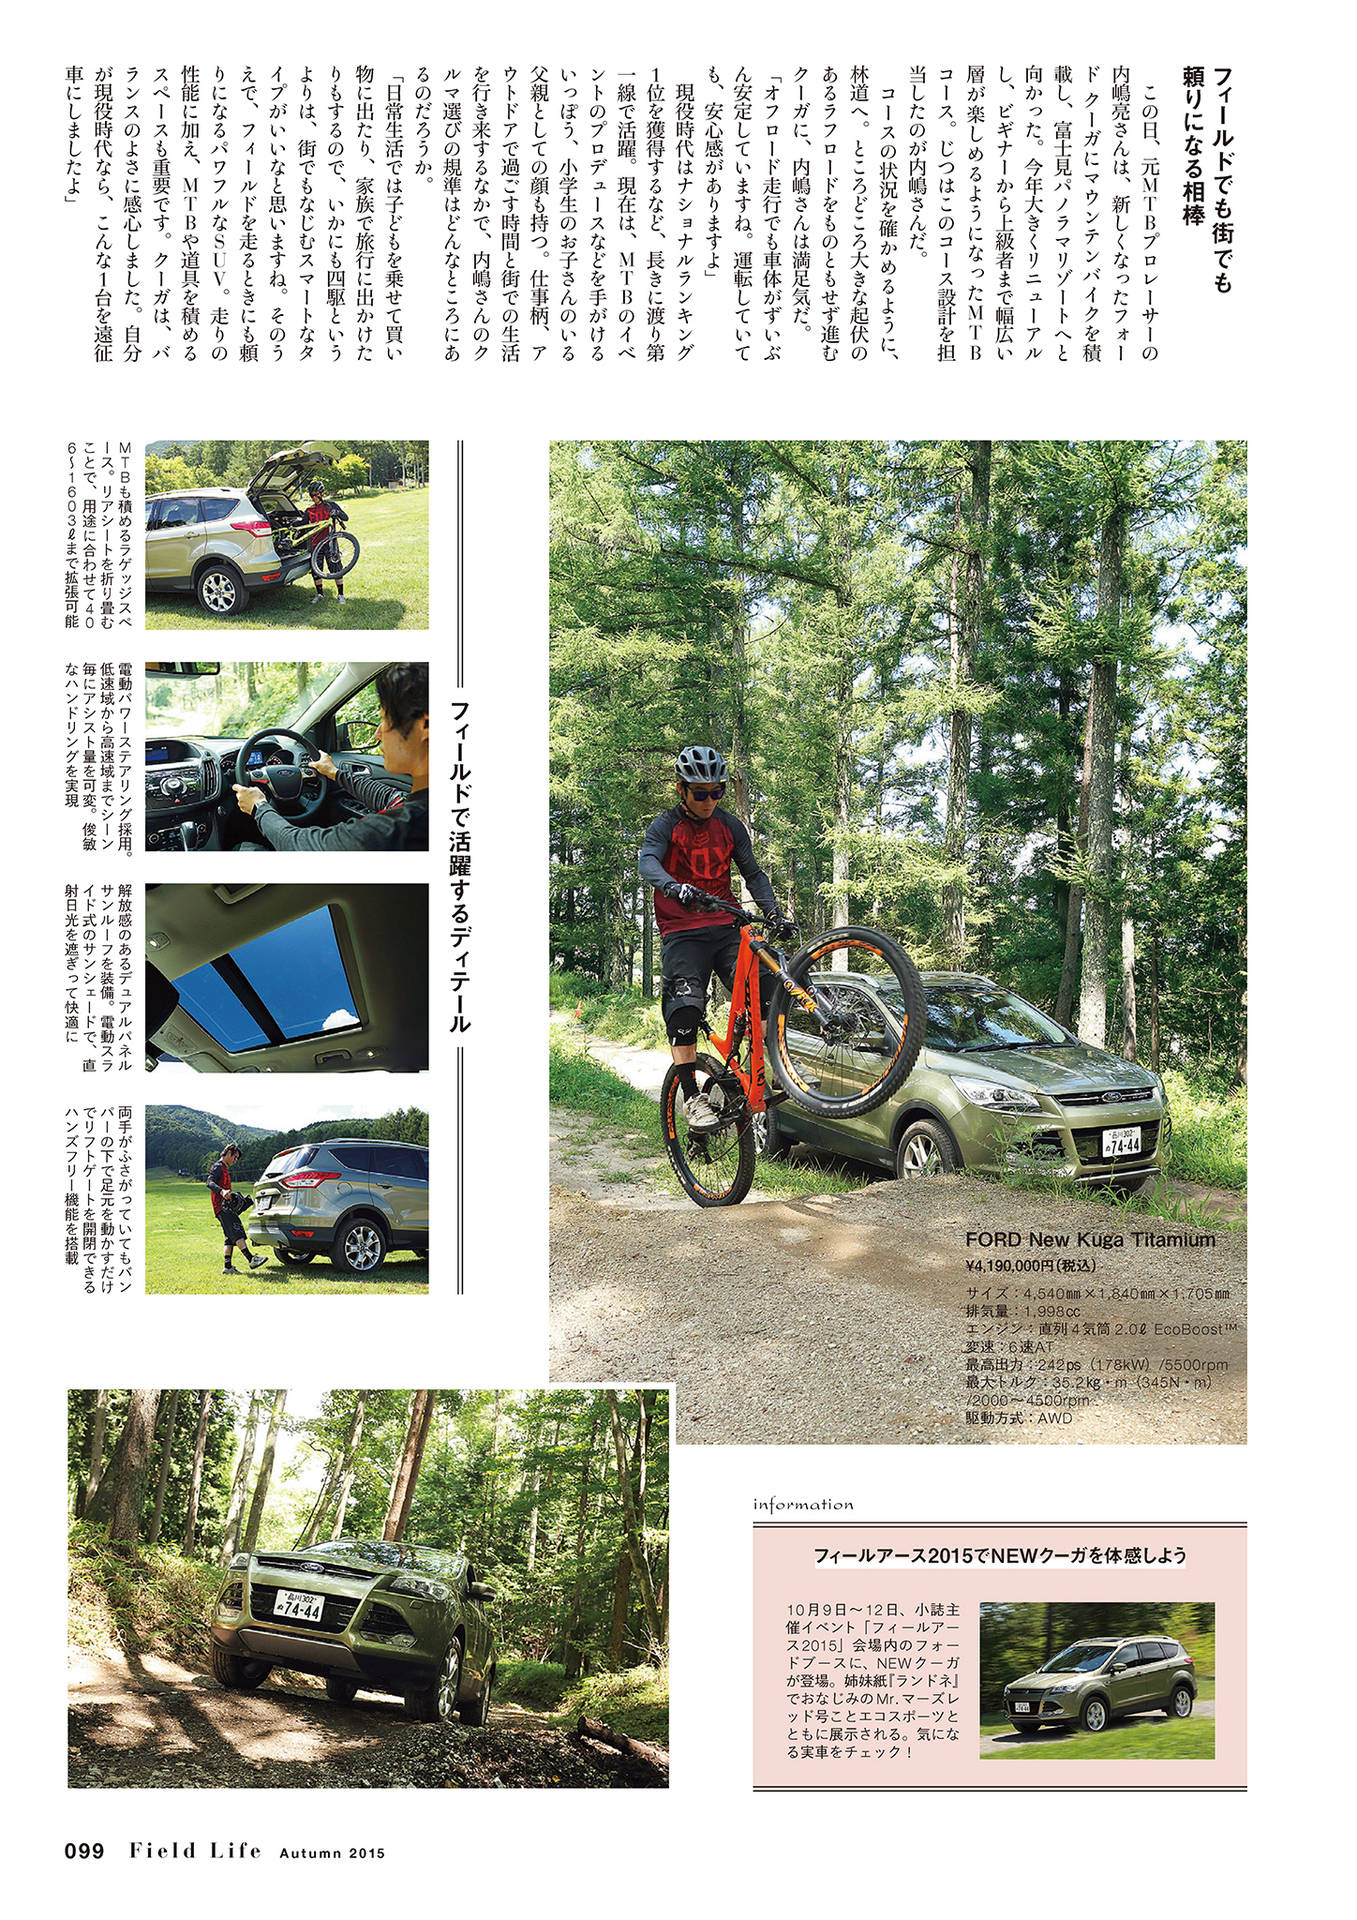 フィールドでも街でも
頼りになる相棒
この日、元MTBプロレーサーの
内嶋亮さんは、新しくなったフォー
ド クーガにマウンテンバイクを積
載し、富士見パノラマリゾートへと
向かった。今年大きくリニューアル
し、ビギナーから上級者まで幅広い
層が楽しめるようになったMTB
コース。じつはこのコース設計を担
当したのが内嶋さんだ。
コースの状況を確かめるように、
林道へ。ところどころ大きな起伏の
あるラフロードをものともせず進む
クーガに、内嶋さんは満足気だ。
「オフロード走行でも車体がずいぶ
ん安定していますね。運転していて
も、安心感がありますよ」
現役時代はナショナルランキング
1位を獲得するなど、長きに渡り第
一線で活躍。現在は、MTBのイベ
ントのプロデュースなどを手がける
いっぽう、小学生のお子さんのいる
父親としての顔も持つ。仕事柄、ア
ウトドアで過ごす時間と街での生活
を行き来するなかで、内嶋さんのク
ルマ選びの規準はどんなところにあ
るのだろうか。
「日常生活では子どもを乗せて買い
物に出たり、家族で旅行に出かけた
りもするので、いかにも四駆という
よりは、街でもなじむスマートなタ
イプがいいなと思いますね。そのう
えで、フィールドを走るときにも頼
りになるパワフルなSUV。走りの
性能に加え、MTBや道具を積める
スペースも重要です。クーガは、バ
ランスのよさに感心しました。自分
が現役時代なら、こんな1台を遠征
車にしましたよ」
フィールドで活躍するディテール
MTBも積めるラゲッジスペ
ース。リアシートを折り畳む
ことで、用途に合わせて40
6〜1603ℓまで拡張可能
電動パワーステアリング採用。
低速域から高速域までシーン
毎にアシスト量を可変。俊敏
なハンドリングを実現
解放感のあるデュアルパネル
サンルーフを装備。電動スラ
イド式のサンシェードで、直
射日光を遮ぎって快適に
両手がふさがっていてもバン
パーの下で足元を動かすだけ
でリフトゲートを開閉できる
ハンズフリー機能を搭載
FOX
品川302
74-44
FORD New Kuga Titamium
¥4,190,000円(税込)
サイズ：4,540㎜×1,840㎜×1,705㎜
排気量：1,998cc
エンジン：直列4気筒 2.0ℓ EcoBoost™
変速：6速AT
最高出力：242ps（178kW）/5500rpm
最大トルク：35.2kg・m（345N・m）
/2000〜4500rpm
駆動方式：AWD
品川302
74-44
information
フィールアース2015でNEWクーガを体感しよう
10月9日〜12日、小誌主
催イベント「フィールアー
ス2015」会場内のフォー
ドブースに、NEWクーガ
が登場。姉妹紙『ランドネ』
でおなじみのMr.マーズレ
ッド号ことエコスポーツと
ともに展示される。気にな
る実車をチェック！
099 Field Life Autumn 2015